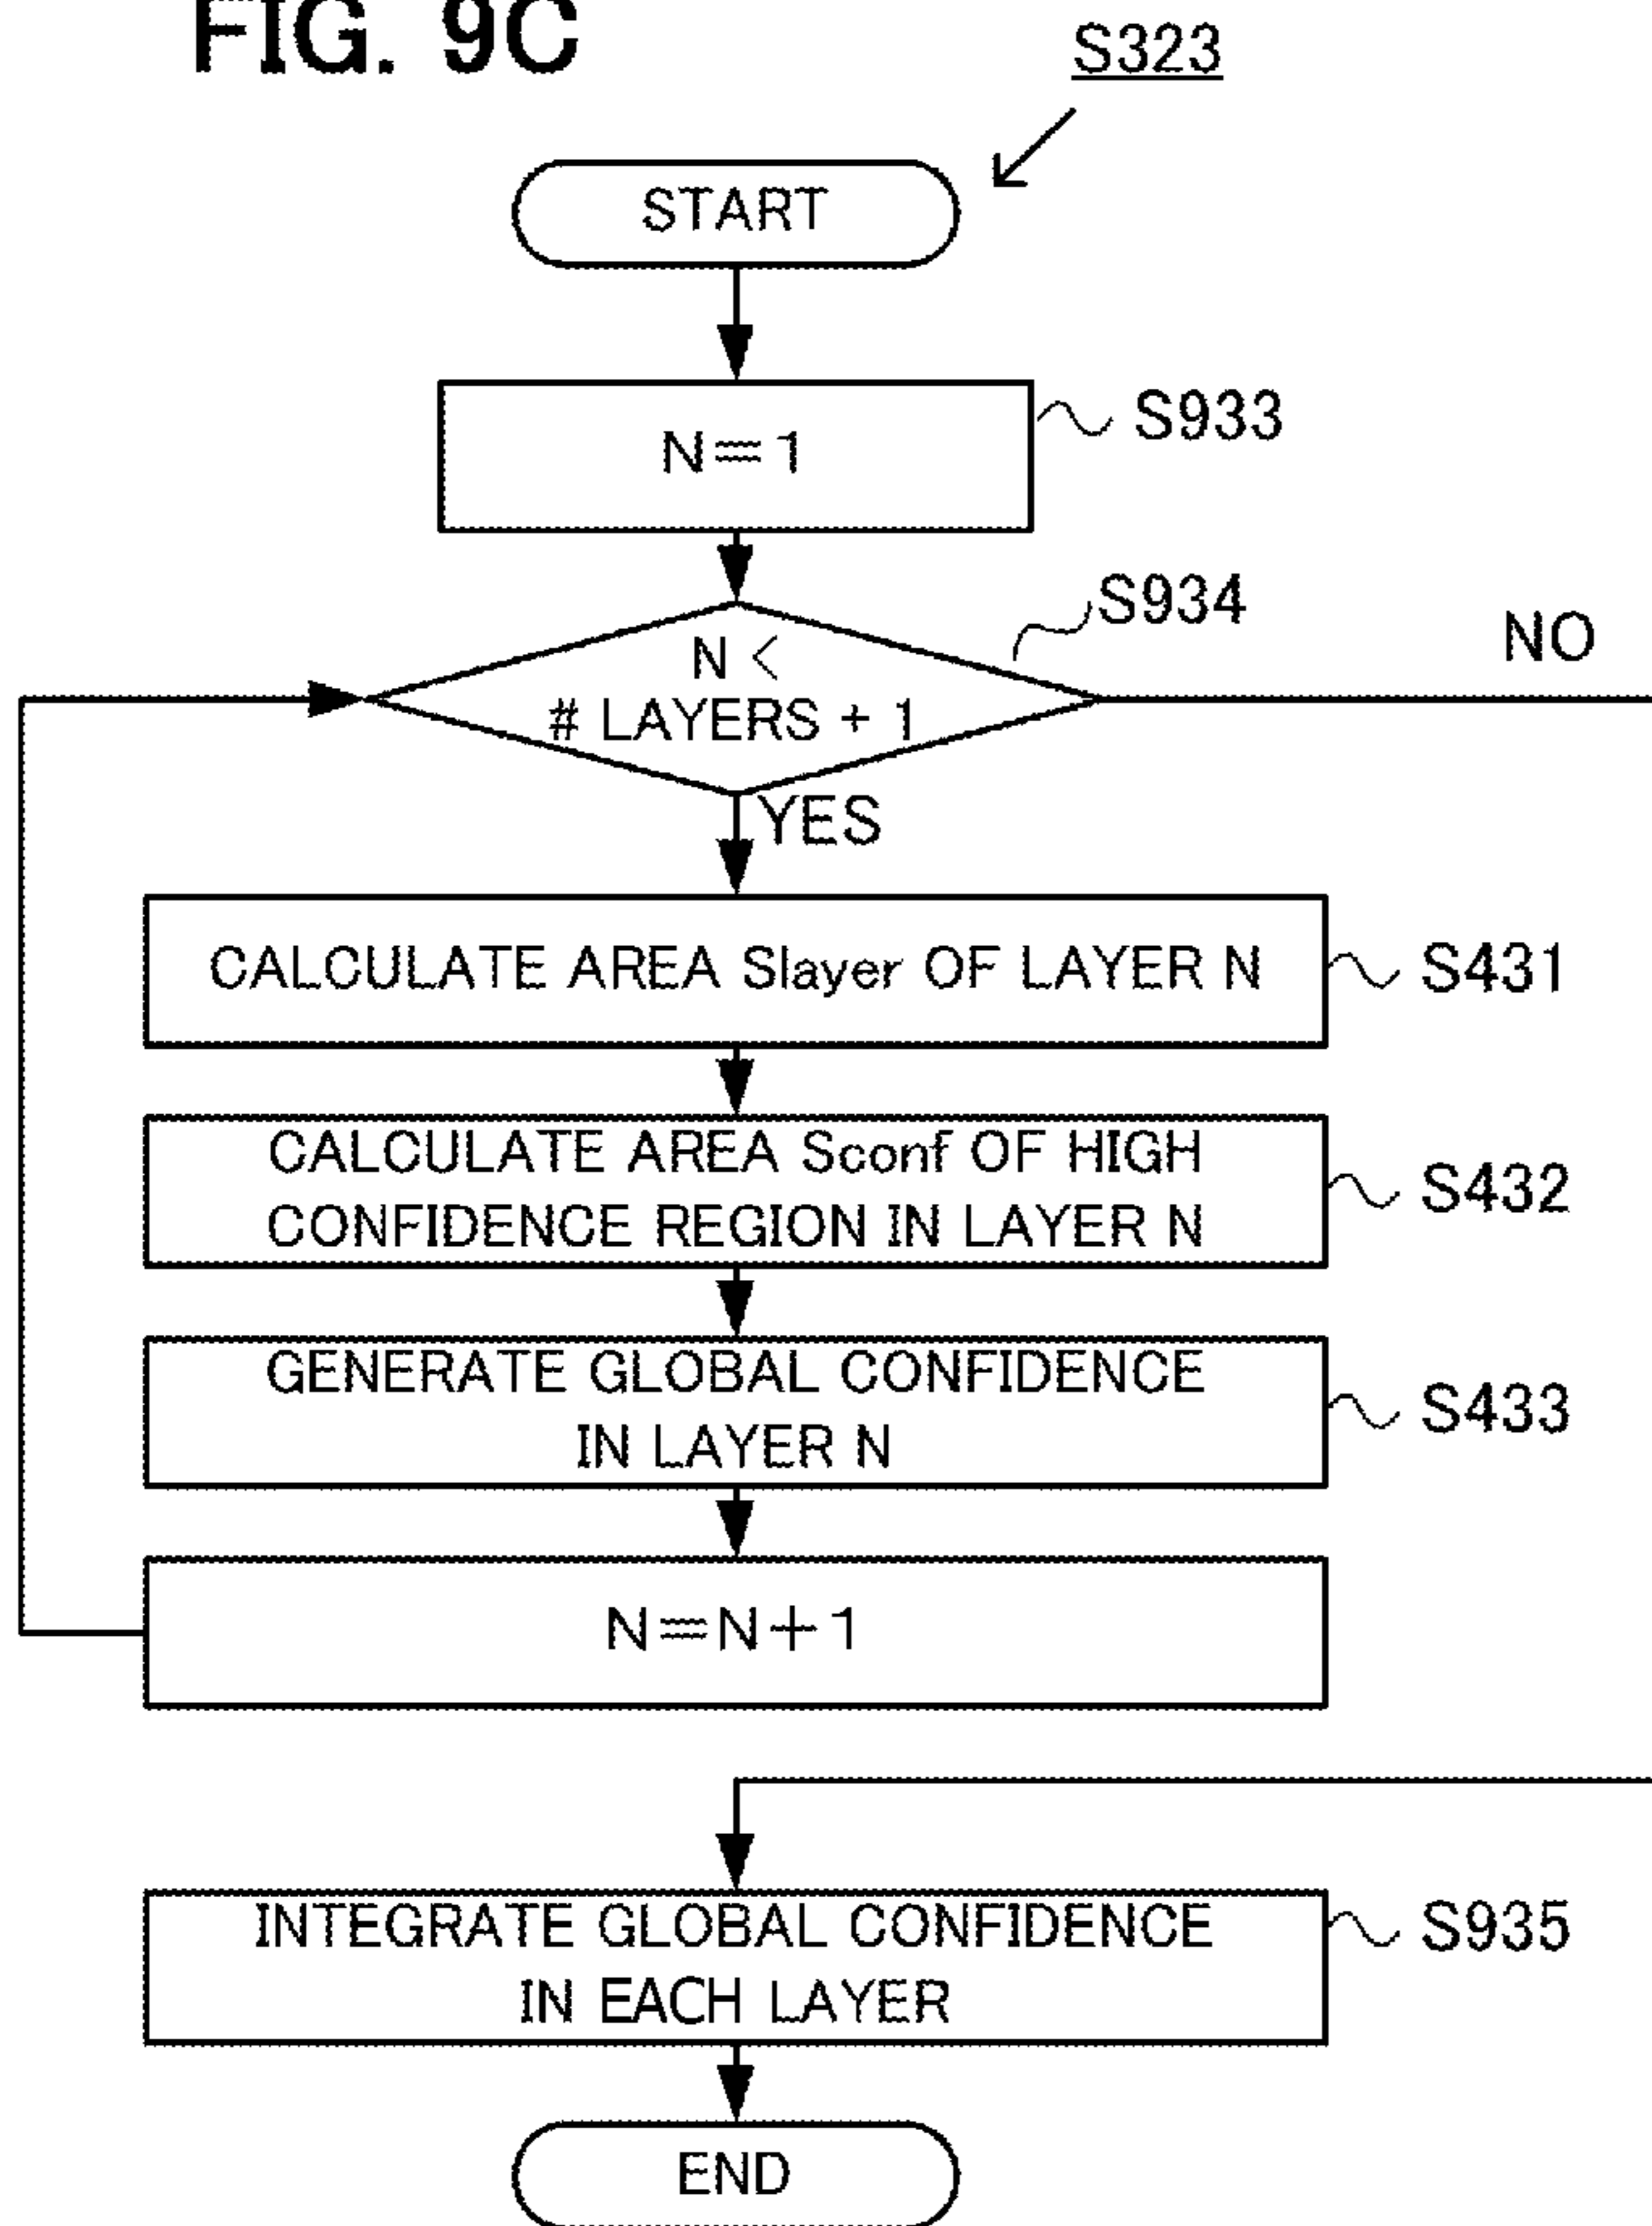 FIG. 9C
S323
START
N=1
S933
N <
# LAYERS + 1
S934
NO
YES
CALCULATE AREA Slayer OF LAYER N
S431
CALCULATE AREA Sconf OF HIGH
CONFIDENCE REGION IN LAYER N
S432
GENERATE GLOBAL CONFIDENCE
IN LAYER N
S433
N=N+1
INTEGRATE GLOBAL CONFIDENCE
IN EACH LAYER
S935
END